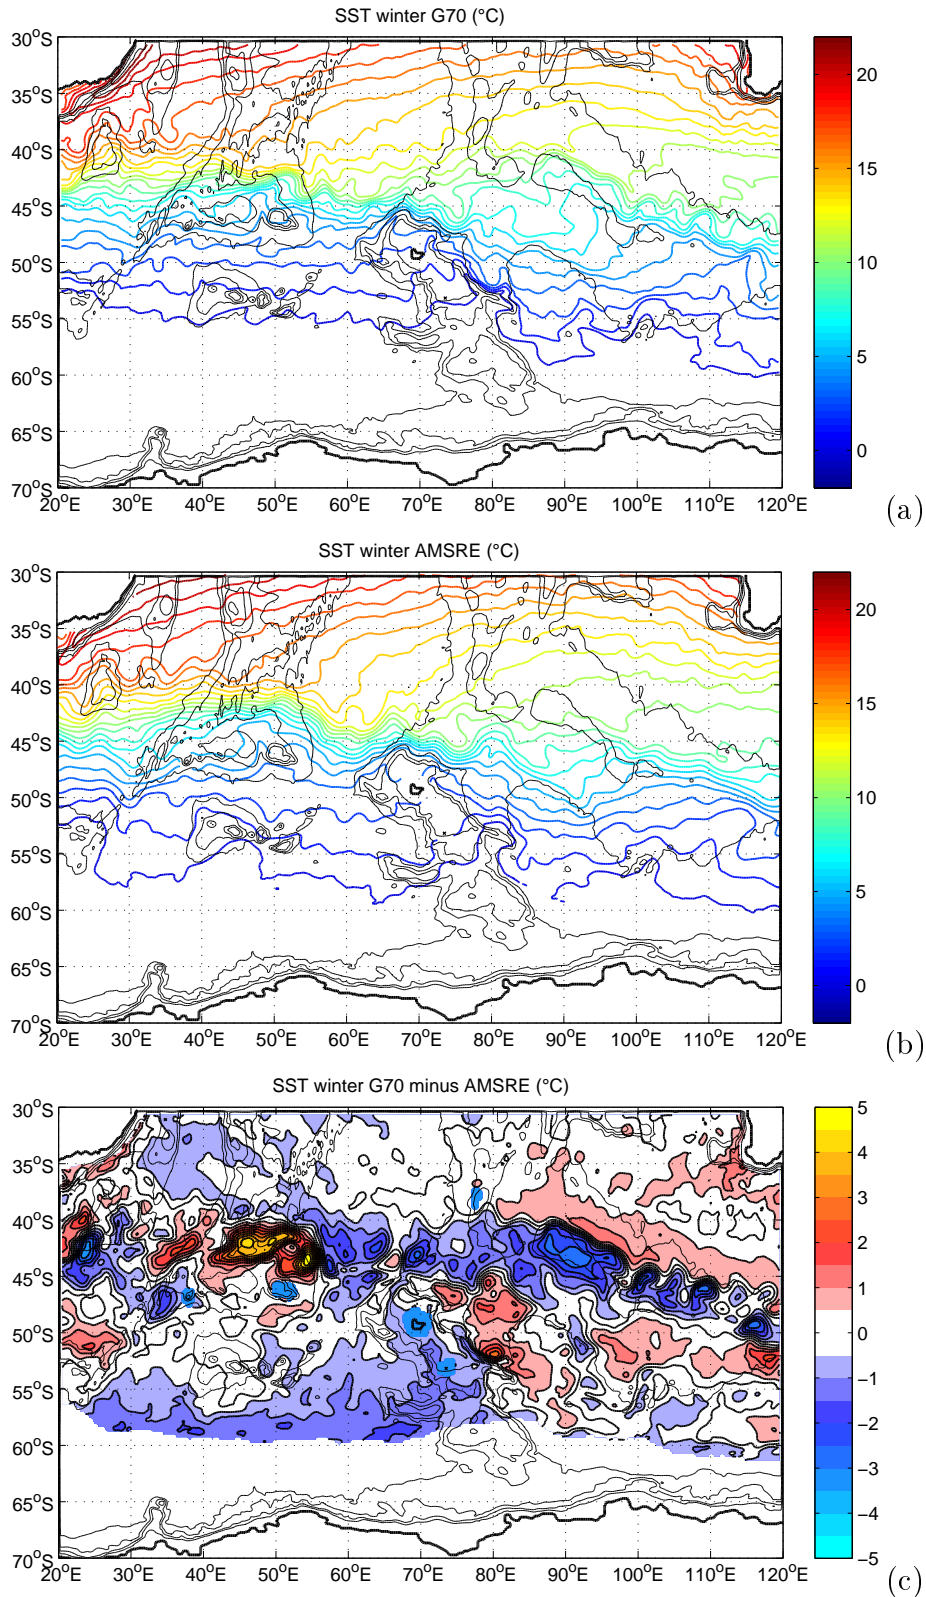 SST winter G70 (°C)
30°S
35°S
40°S
45°S
50°S
55°S
60°S
65°S
70°S
20°E 30°E 40°E 50°E 60°E 70°E 80°E 90°E 100°E 110°E 120°E
20
15
10
5
0
(a)
SST winter AMSRE (°C)
30°S
35°S
40°S
45°S
50°S
55°S
60°S
65°S
70°S
20°E 30°E 40°E 50°E 60°E 70°E 80°E 90°E 100°E 110°E 120°E
20
15
10
5
0
(b)
SST winter G70 minus AMSRE (°C)
30°S
35°S
40°S
45°S
50°S
55°S
60°S
65°S
70°S
20°E 30°E 40°E 50°E 60°E 70°E 80°E 90°E 100°E 110°E 120°E
5
4
3
2
1
0
−1
−2
−3
−4
−5
(c)